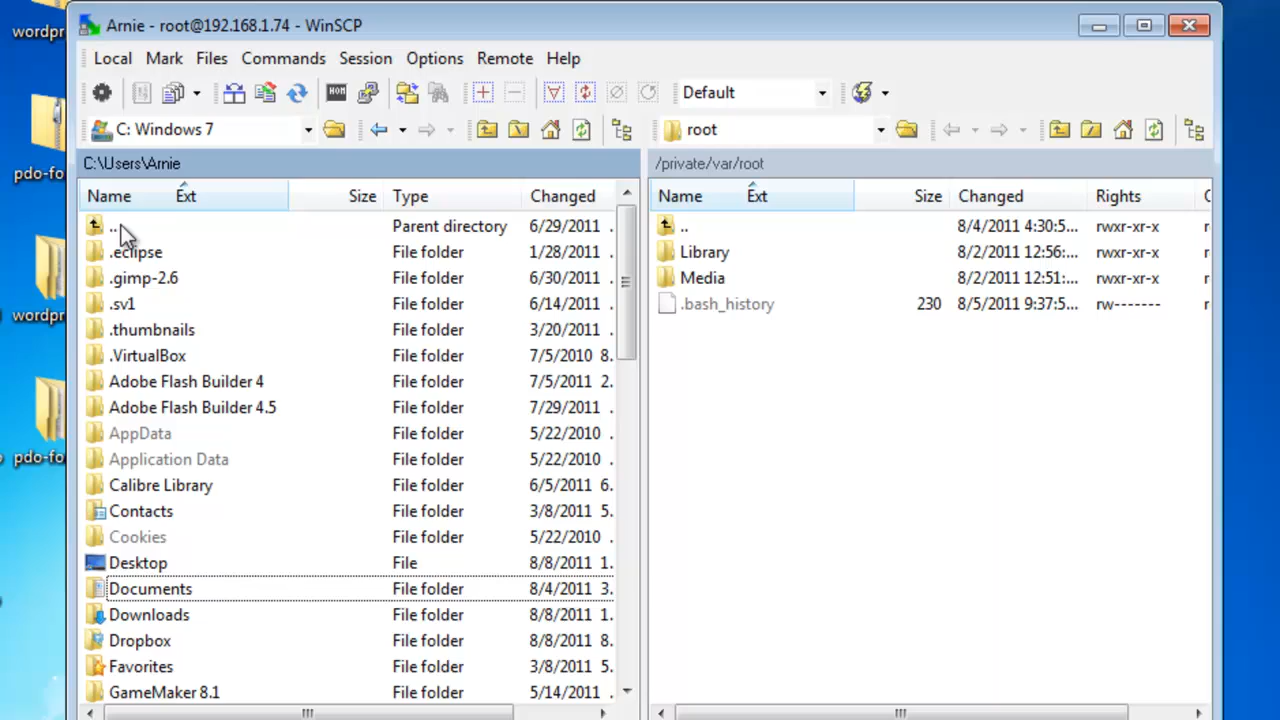 wordpr
Arnie - root@192.168.1.74 - WinSCP
Local Mark Files Commands Session Options Remote Help
Default
C: Windows 7
root
C:\Users\Arnie
/private/var/root
Name Ext Size Type Changed
Name Ext Size Changed Rights
.. Parent directory 6/29/2011
.eclipse File folder 1/28/2011
.gimp-2.6 File folder 6/30/2011
.sv1 File folder 6/14/2011
.thumbnails File folder 3/20/2011
.VirtualBox File folder 7/5/2010 8.
Adobe Flash Builder 4 File folder 7/5/2011 2.
Adobe Flash Builder 4.5 File folder 7/29/2011
AppData File folder 5/22/2010
Application Data File folder 5/22/2010
Calibre Library File folder 6/5/2011 6.
Contacts File folder 3/8/2011 5.
Cookies File folder 5/22/2010
Desktop File 8/8/2011 1.
Documents File folder 8/4/2011 3.
Downloads File folder 8/8/2011 1.
Dropbox File folder 8/8/2011 8.
Favorites File folder 3/8/2011 5.
GameMaker 8.1 File folder 5/14/2011
.. 8/4/2011 4:30:5... rwxr-xr-x r
Library 8/2/2011 12:56:... rwxr-xr-x r
Media 8/2/2011 12:51:... rwxr-xr-x r
.bash_history 230 8/5/2011 9:37:5... rw------- r
pdo-fo
wordpr
pdo-fo